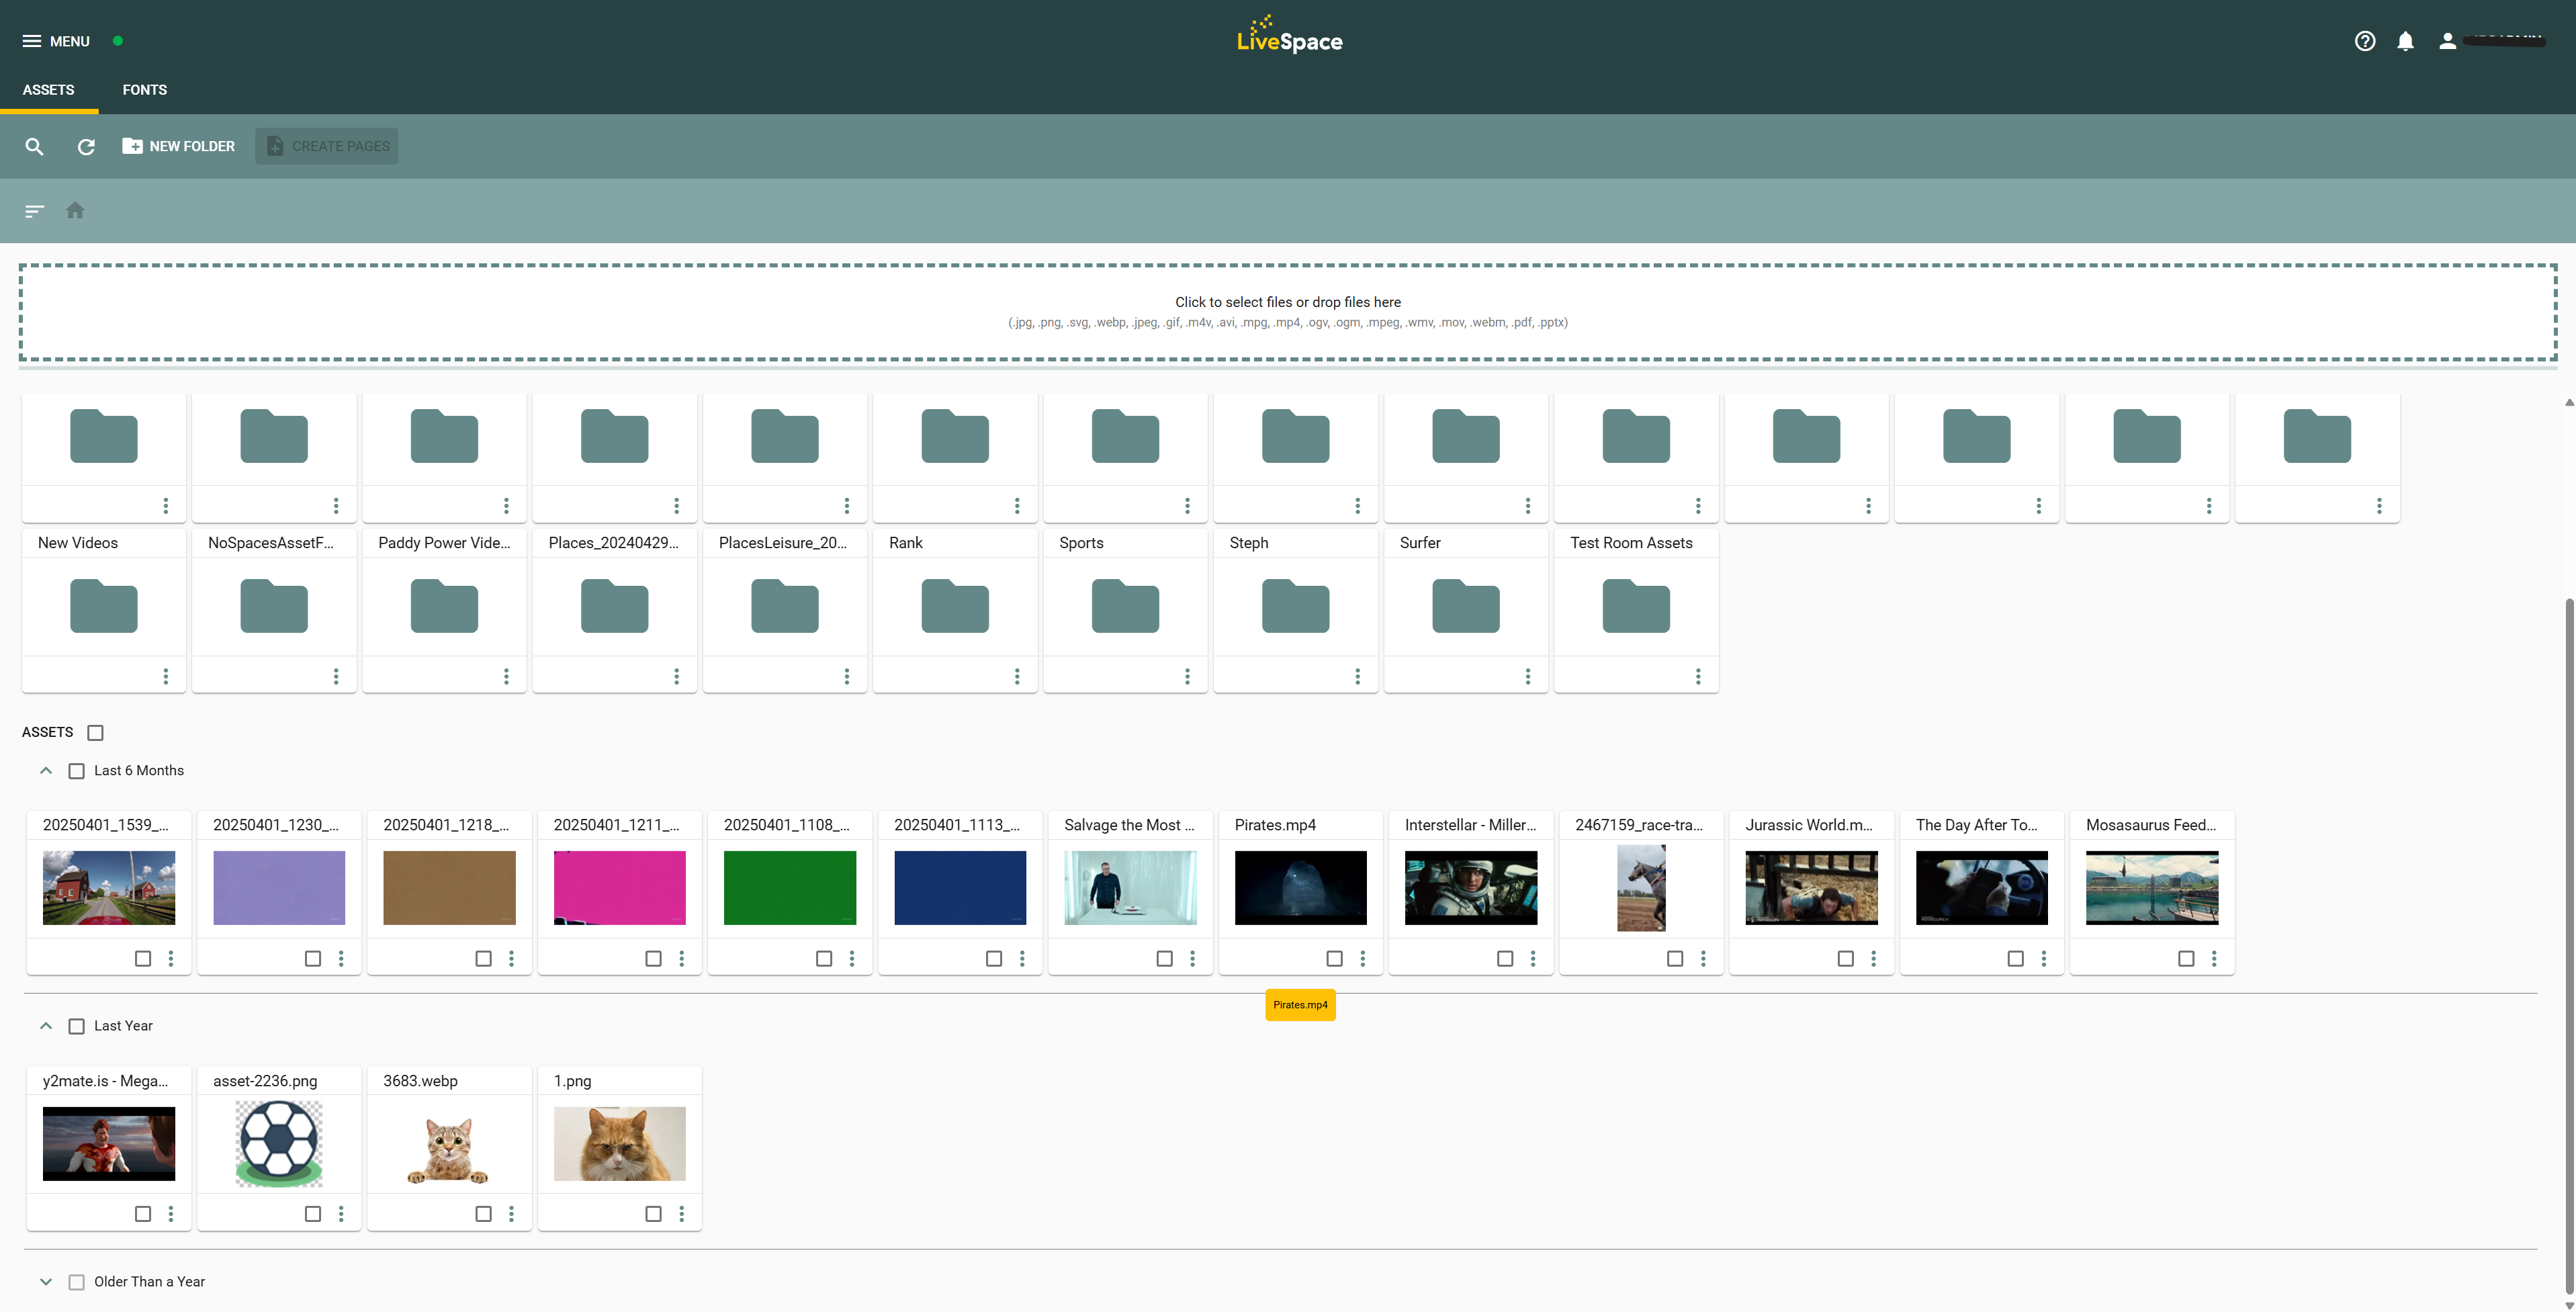 MENU
LiveSpace
ASSETS
FONTS
NEW FOLDER
CREATE PAGES
Click to select files or drop files here
(.jpg, .png, .svg, .webp, .jpeg, .gif, .m4v, .avi, .mpg, .mp4, .ogv, .ogm, .mpeg, .wmv, .mov, .webm, .pdf, .pptx)
New Videos
NoSpacesAssetF...
Paddy Power Vide...
Places_20240429...
PlacesLeisure_20...
Rank
Sports
Steph
Surfer
Test Room Assets
ASSETS
Last 6 Months
20250401_1539_...
20250401_1230_...
20250401_1218_...
20250401_1211_...
20250401_1108_...
20250401_1113_...
Salvage the Most ...
Pirates.mp4
Interstellar - Miller...
2467159_race-tra...
Jurassic World.m...
The Day After To...
Mosasaurus Feed...
Pirates.mp4
Last Year
y2mate.is - Mega...
asset-2236.png
3683.webp
1.png
Older Than a Year